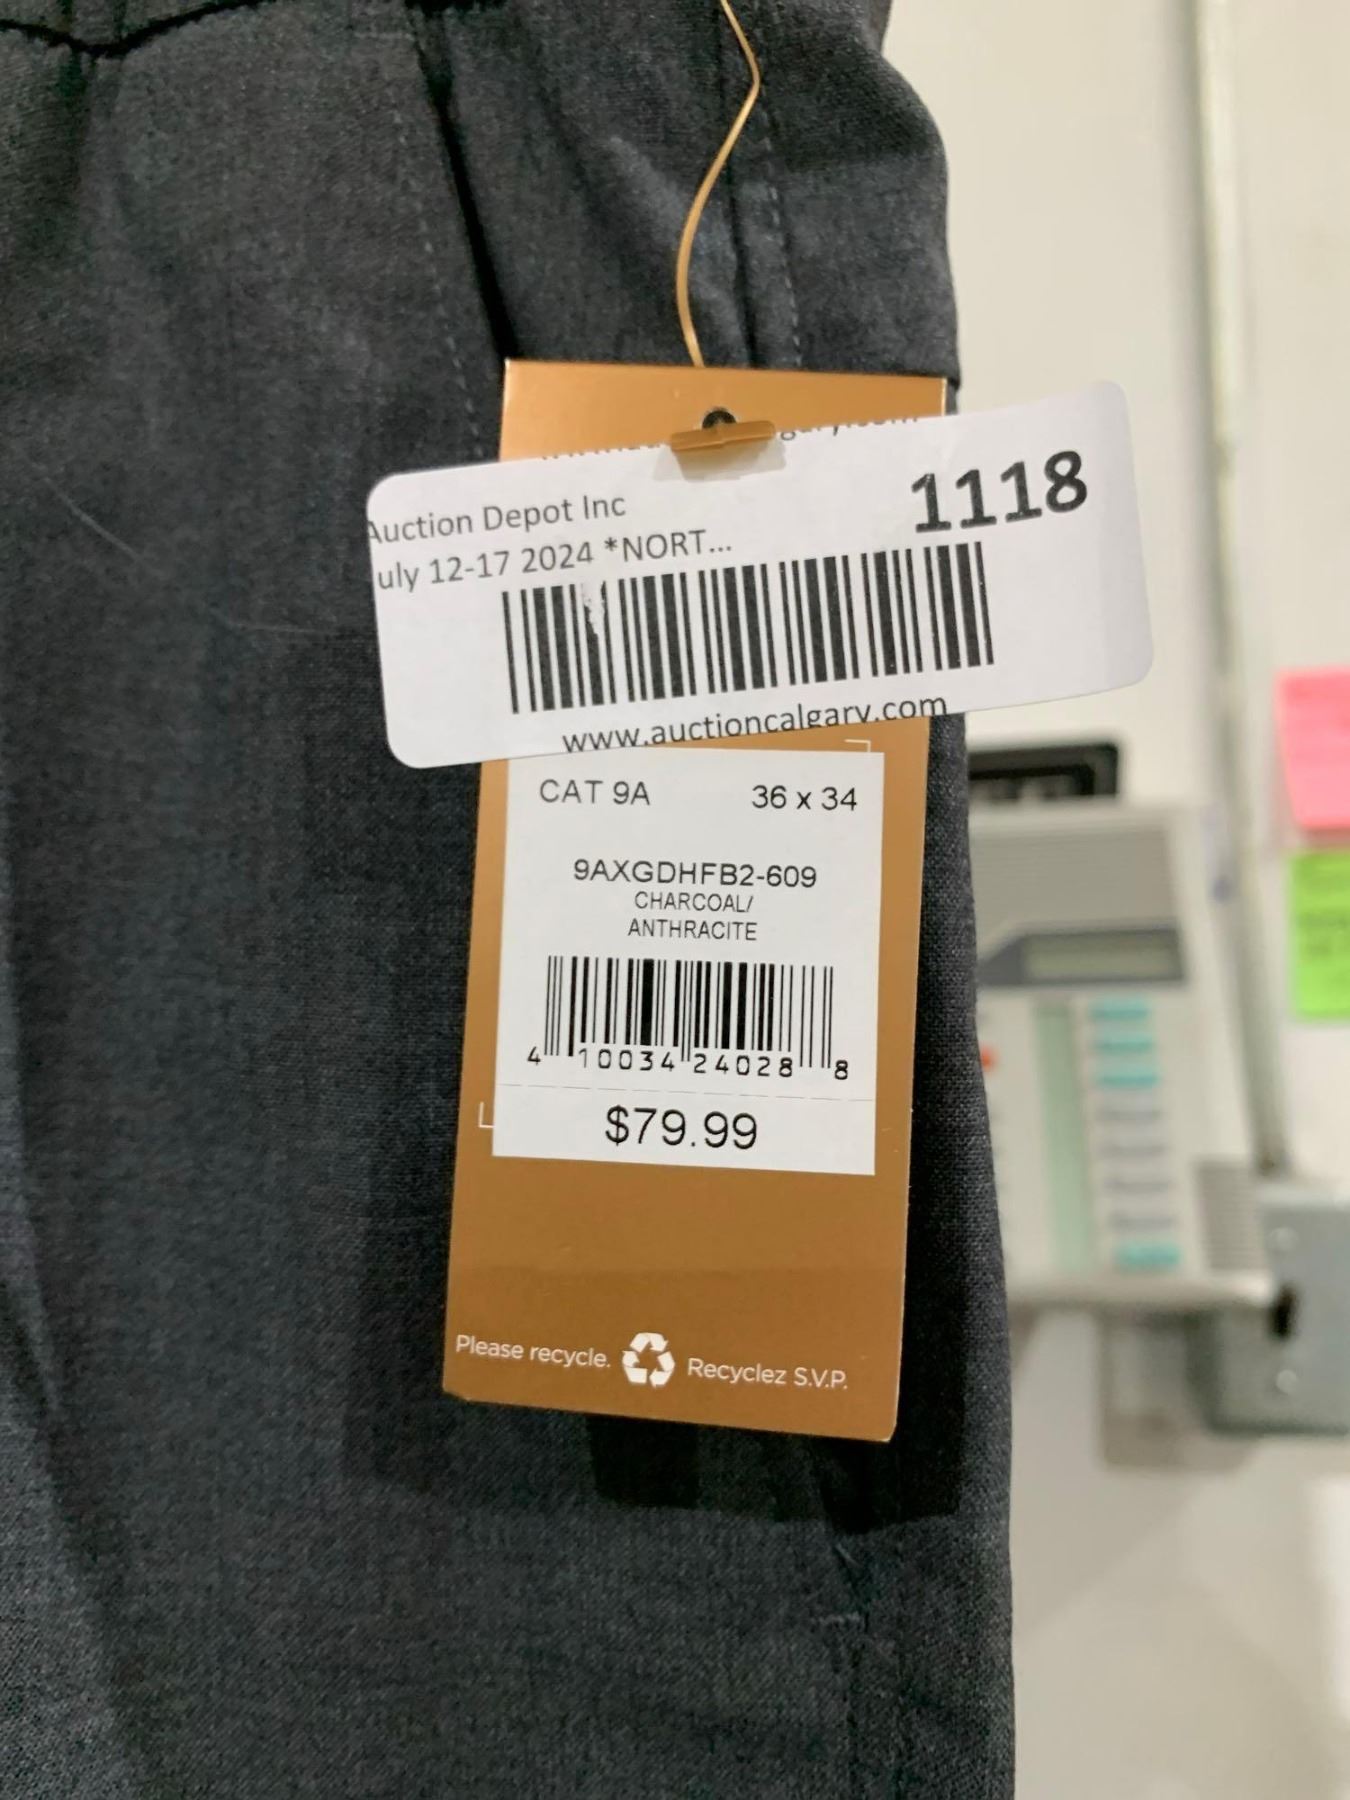 Auction Depot Inc
1118
uly 12-17 2024 *NORT...
www.auctioncalgary.com
CAT 9A
36 x 34
9AXGDHFB2-609
CHARCOAL/
ANTHRACITE
4 10034 24028 8
$79.99
Please recycle.
Recyclez S.V.P.